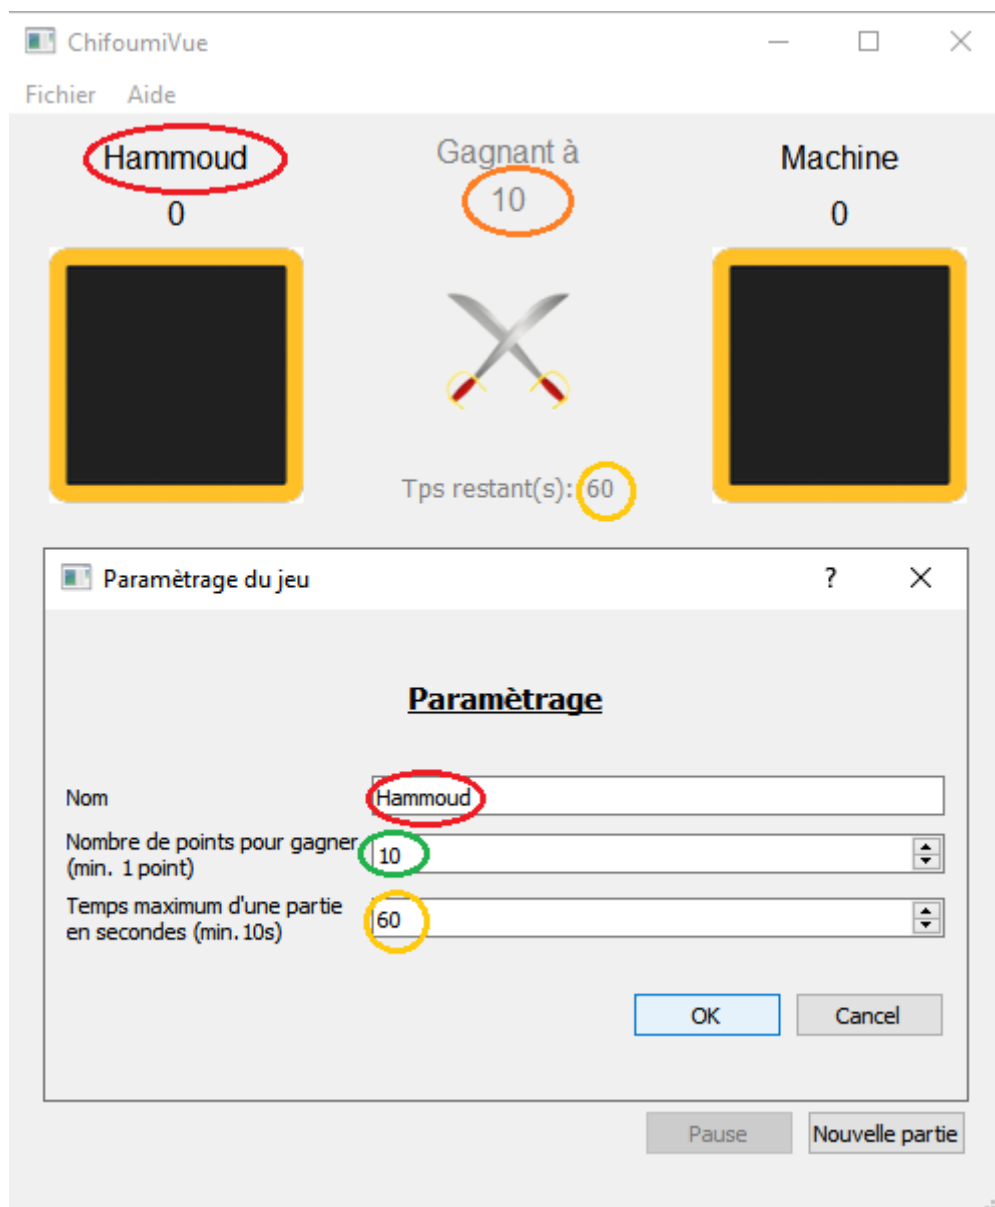 ChifoumiVue
Fichier Aide
Hammoud Gagnant à Machine
0 10 0
Tps restant(s): 60
Paramètrage du jeu ?
Paramètrage
Nom Hammoud
Nombre de points pour gagner
(min. 1 point) 10
Temps maximum d'une partie
en secondes (min. 10s) 60
OK Cancel
Pause Nouvelle partie